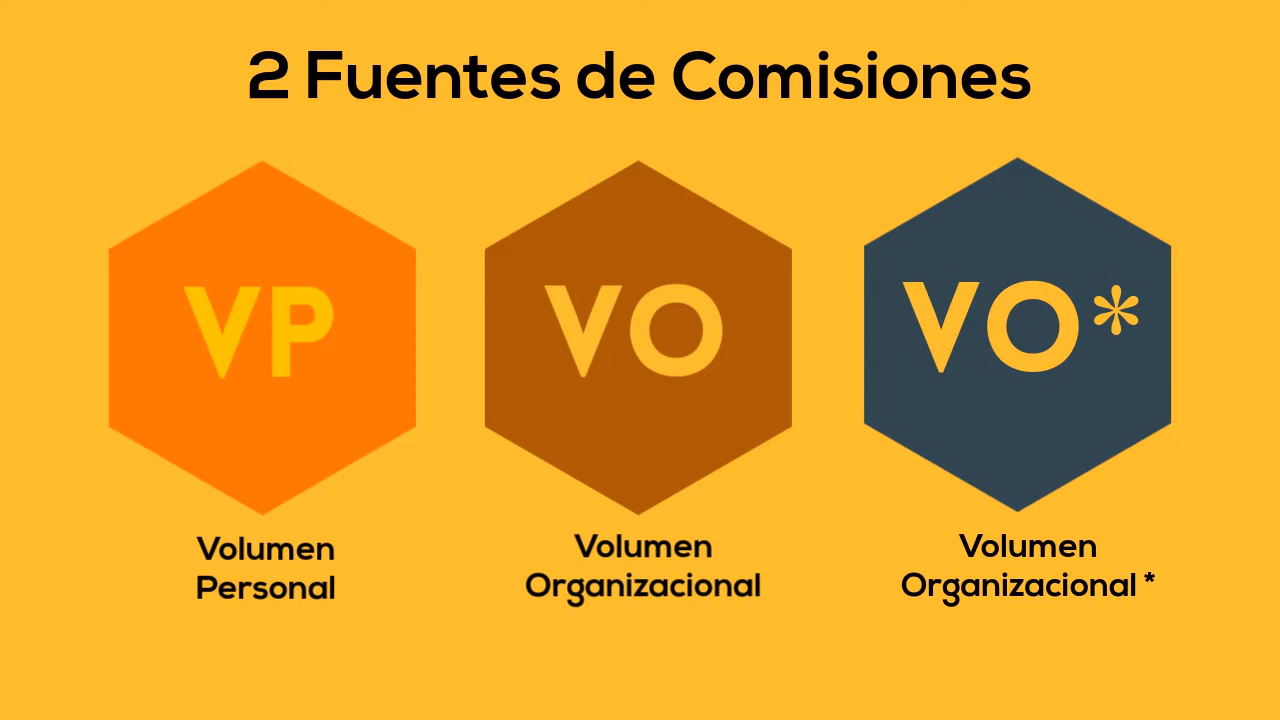 2 Fuentes de Comisiones
VP
VO
VO*
Volumen
Personal
Volumen
Organizacional
Volumen
Organizacional *